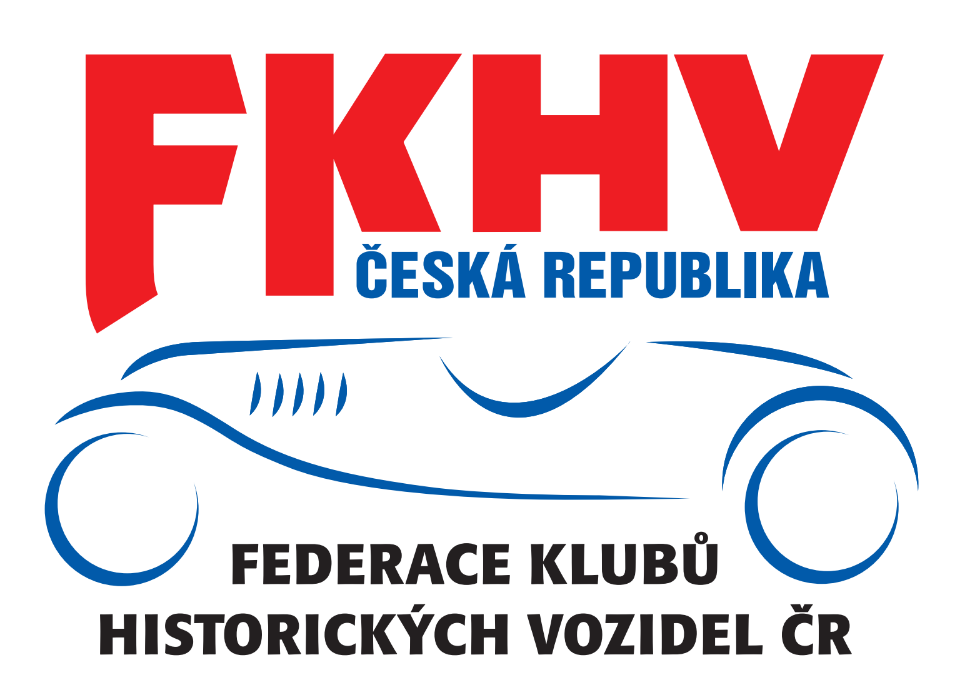 FKHV
ČESKÁ REPUBLIKA
FEDERACE KLUBŮ
HISTORICKÝCH VOZIDEL ČR